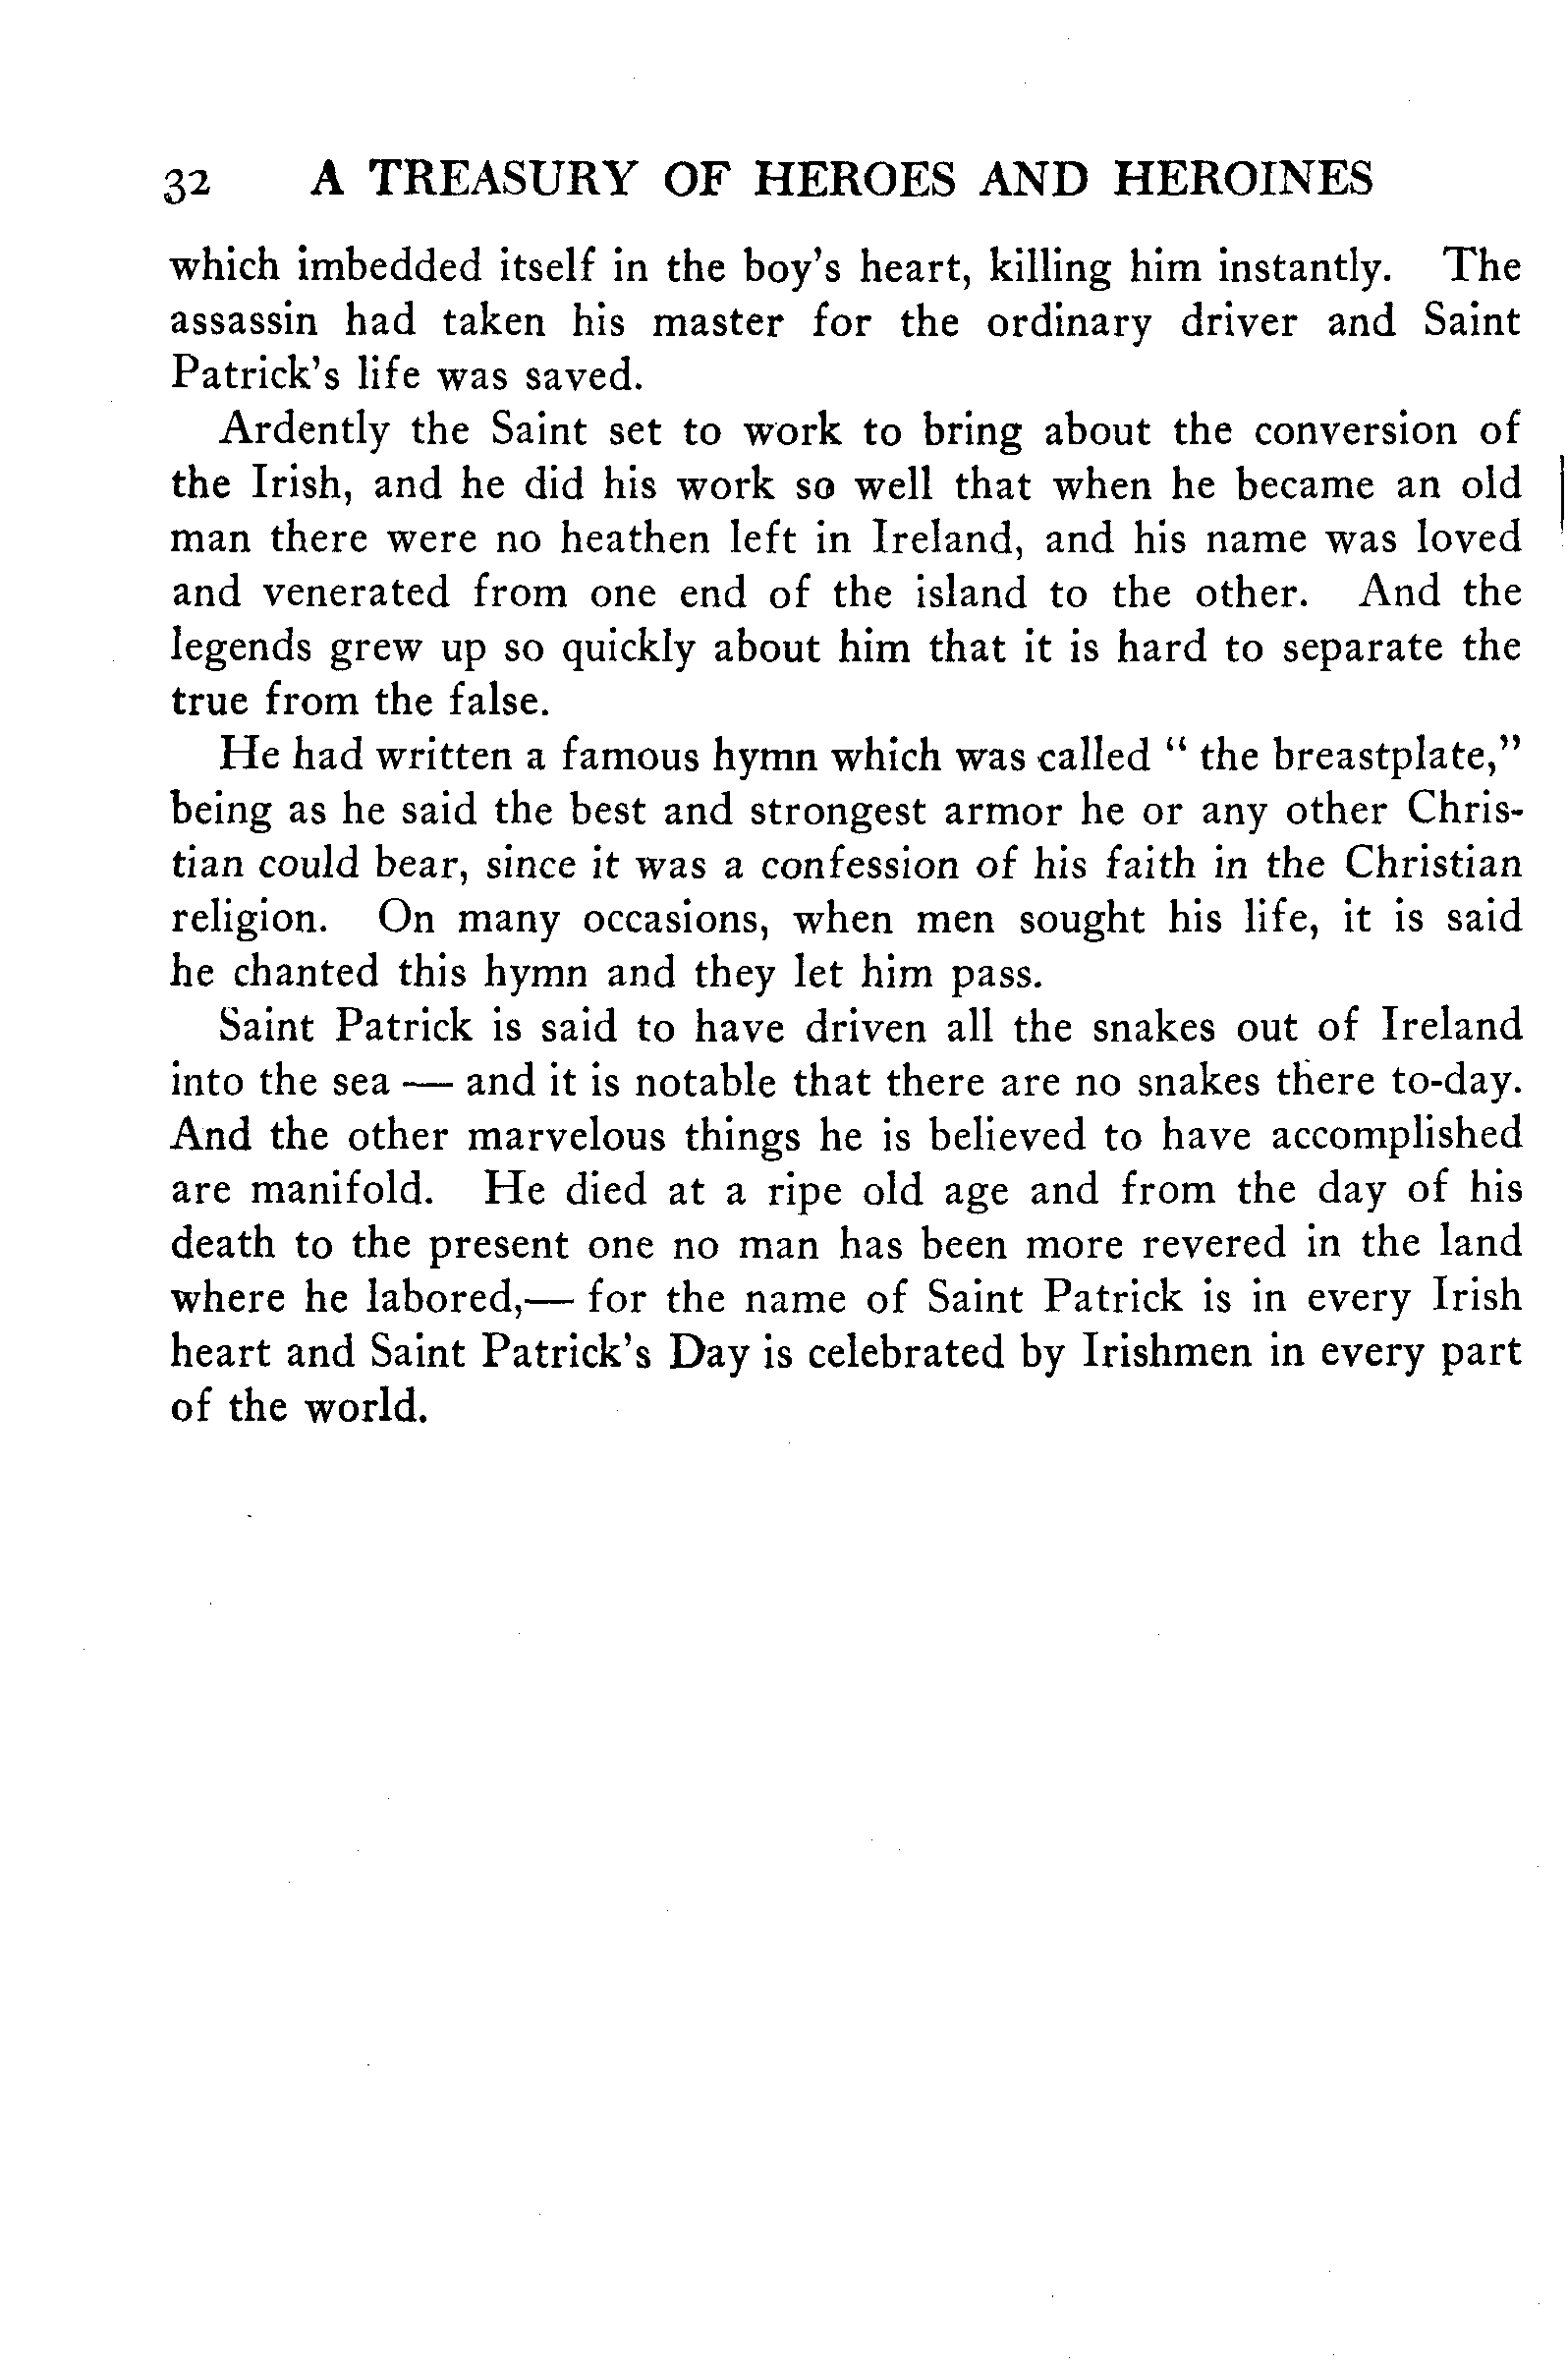 32 A TREASURY OF HEROES AND HEROINES
which imbedded itself in the boy's heart, killing him instantly. The
assassin had taken his master for the ordinary driver and Saint
Patrick's life was saved.
Ardently the Saint set to work to bring about the conversion of
the Irish, and he did his work so well that when he became an old
man there were no heathen left in Ireland, and his name was loved
and venerated from one end of the island to the other. And the
legends grew up so quickly about him that it is hard to separate the
true from the false.
He had written a famous hymn which was called " the breastplate,"
being as he said the best and strongest armor he or any other Chris-
tian could bear, since it was a confession of his faith in the Christian
religion. On many occasions, when men sought his life, it is said
he chanted this hymn and they let him pass.
Saint Patrick is said to have driven all the snakes out of Ireland
into the sea — and it is notable that there are no snakes there to-day.
And the other marvelous things he is believed to have accomplished
are manifold. He died at a ripe old age and from the day of his
death to the present one no man has been more revered in the land
where he labored,— for the name of Saint Patrick is in every Irish
heart and Saint Patrick's Day is celebrated by Irishmen in every part
of the world.